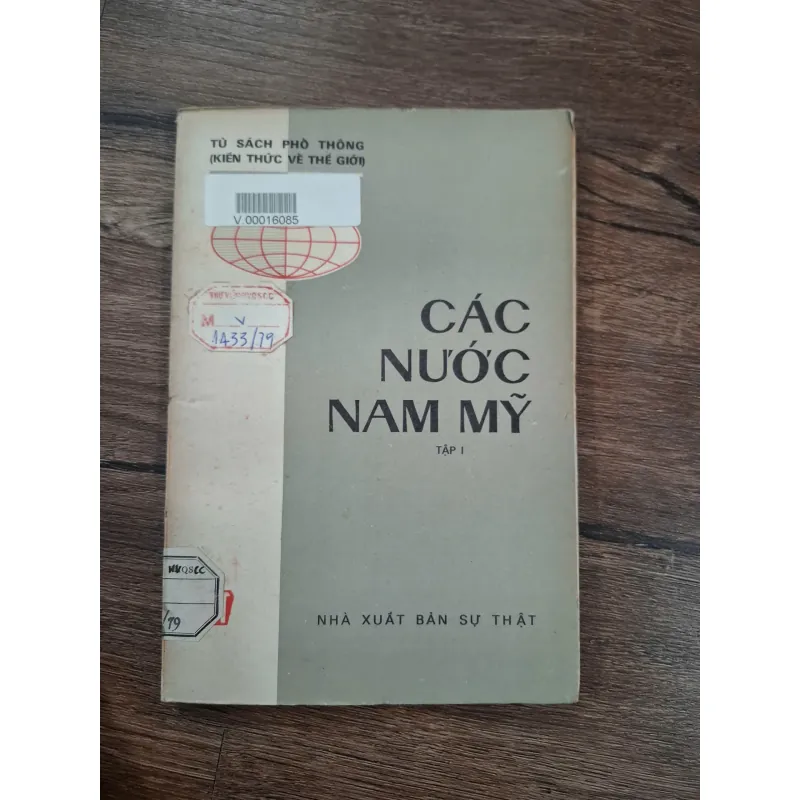 TỦ SÁCH PHỔ THÔNG
(KIẾN THỨC VỀ THẾ GIỚI)
V.00016085
M V
1433/79
CÁC
NƯỚC
NAM MỸ
TẬP I
/79
NHÀ XUẤT BẢN SỰ THẬT